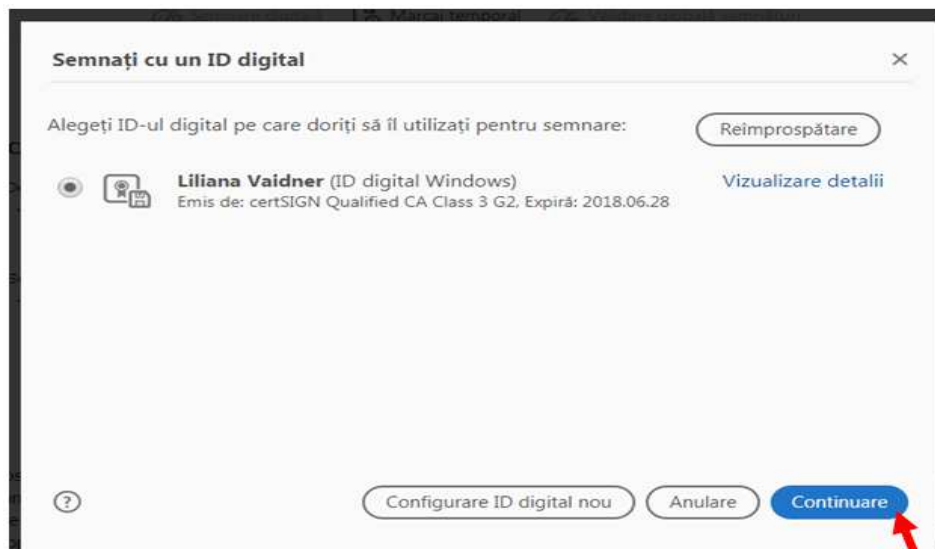 Marcaj temporal
Semnați cu un ID digital
Alegeți ID-ul digital pe care doriți să îl utilizați pentru semnare:
Reîmprospătare
Liliana Vaidner (ID digital Windows)
Vizualizare detalii
Emis de: certSIGN Qualified CA Class 3 G2, Expiră: 2018.06.28
?
Configurare ID digital nou
Anulare
Continuare